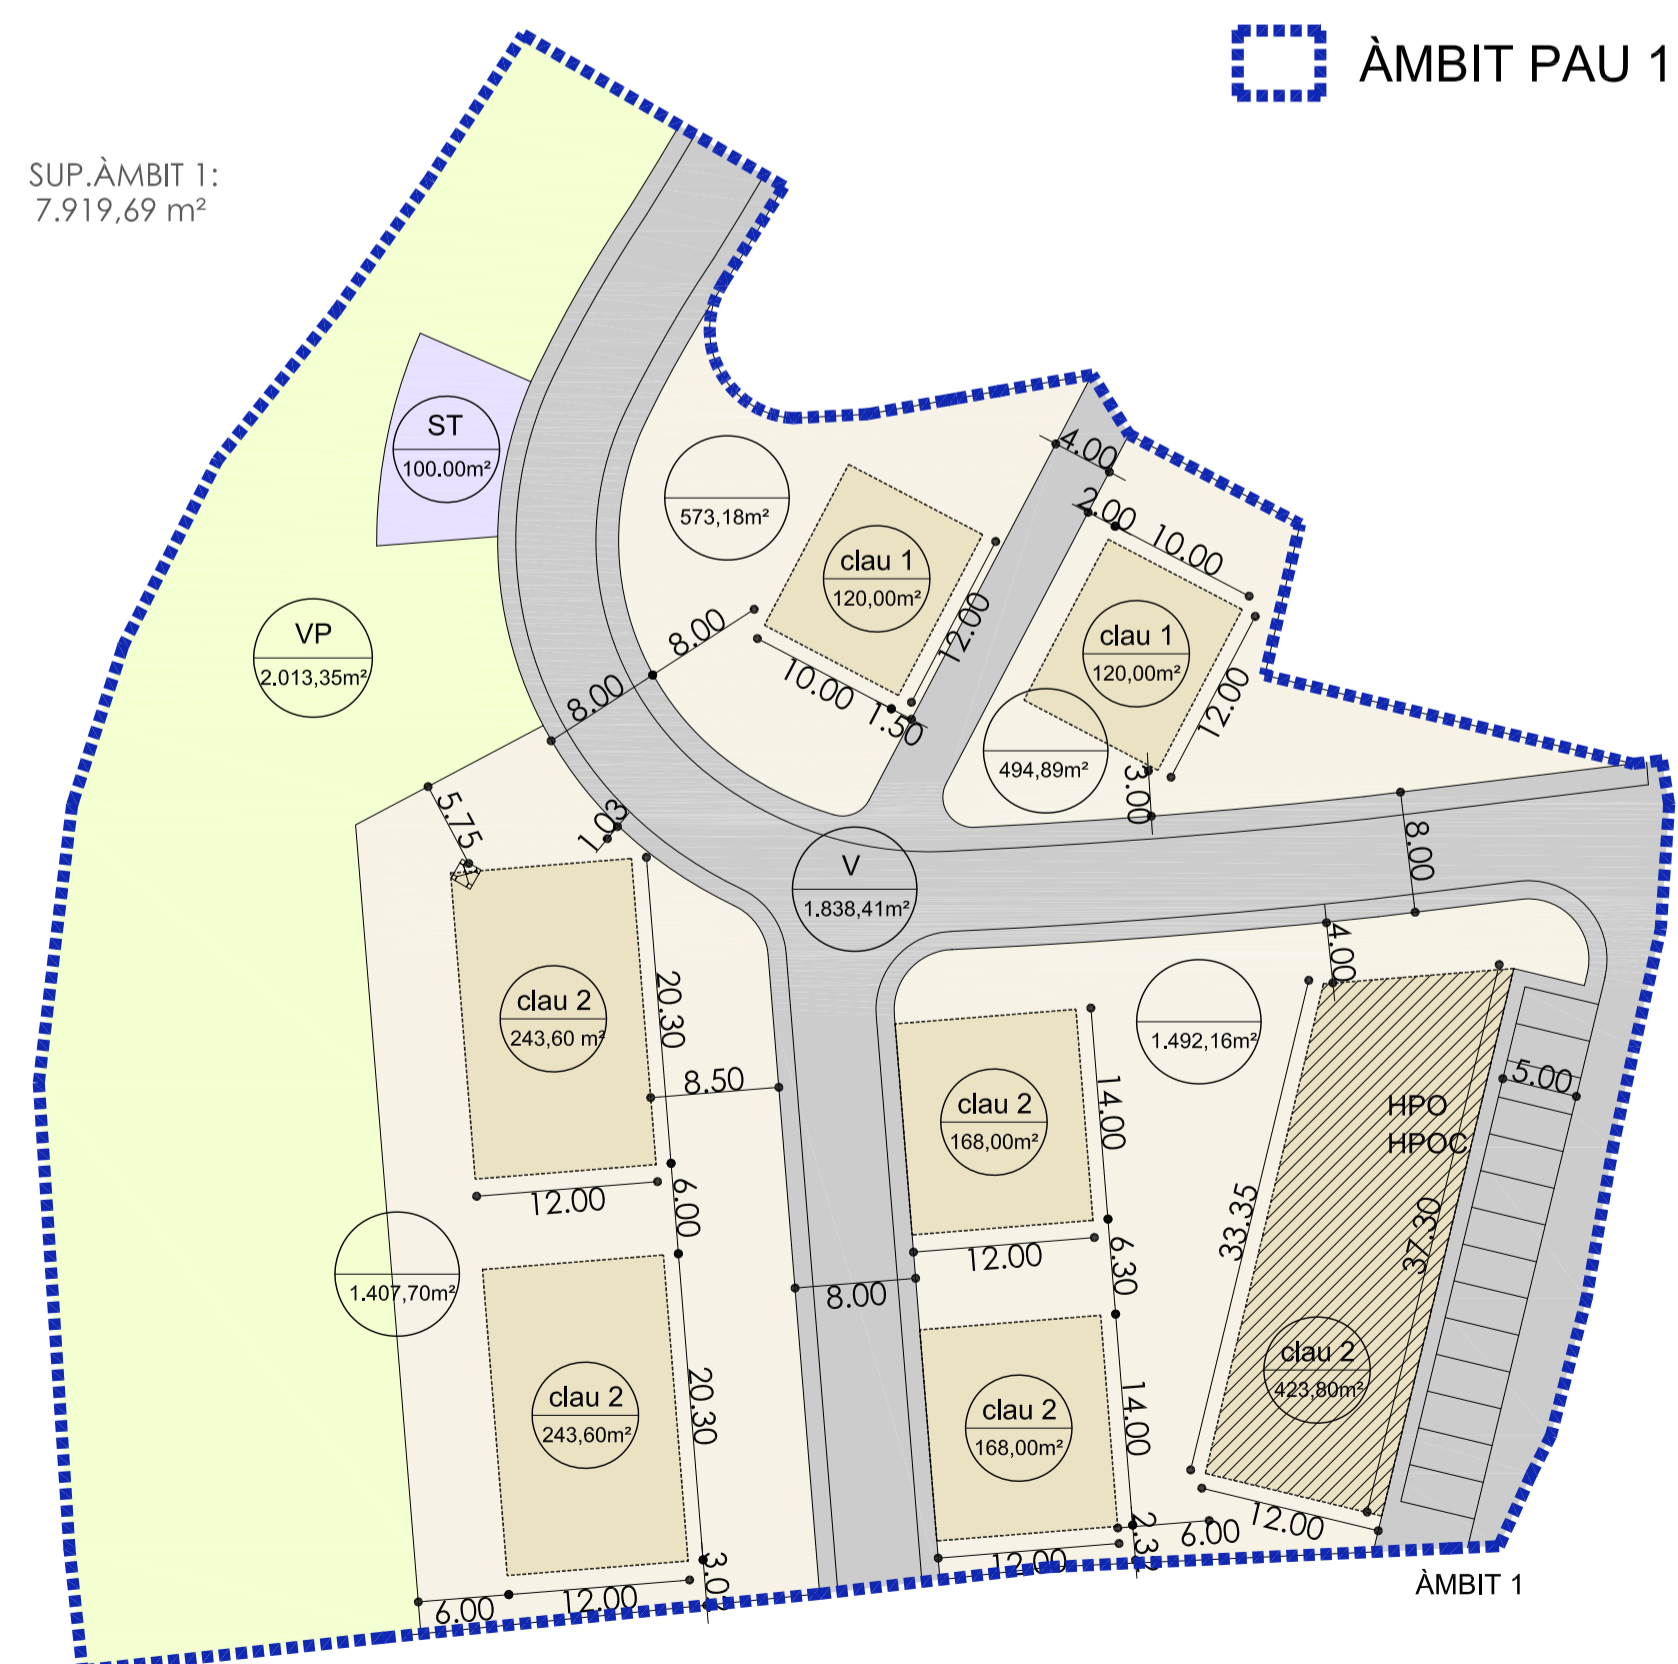 ÀMBIT PAU 1
SUP.ÀMBIT 1:
7.919,69 m²
ST
100.00m²
573,18m²
4.00
2.00
10.00
clau 1
120,00m²
12.00
clau 1
120,00m²
12.00
VP
2.013,35m²
8.00
8.00
10.00
1.50
494,89m²
3.00
5.75
1.03
8.00
V
1.838,41m²
4.00
clau 2
243,60 m²
20.30
8.50
1.492,16m²
clau 2
168,00m²
14.00
5.00
HPO
HPOC
12.00
6.00
12.00
6.30
33.35
37.30
1.407,70m²
8.00
clau 2
423,80m²
clau 2
243,60m²
20.30
clau 2
168,00m²
14.00
12.00
6.00
2.32
12.00
3.02
6.00
12.00
ÀMBIT 1